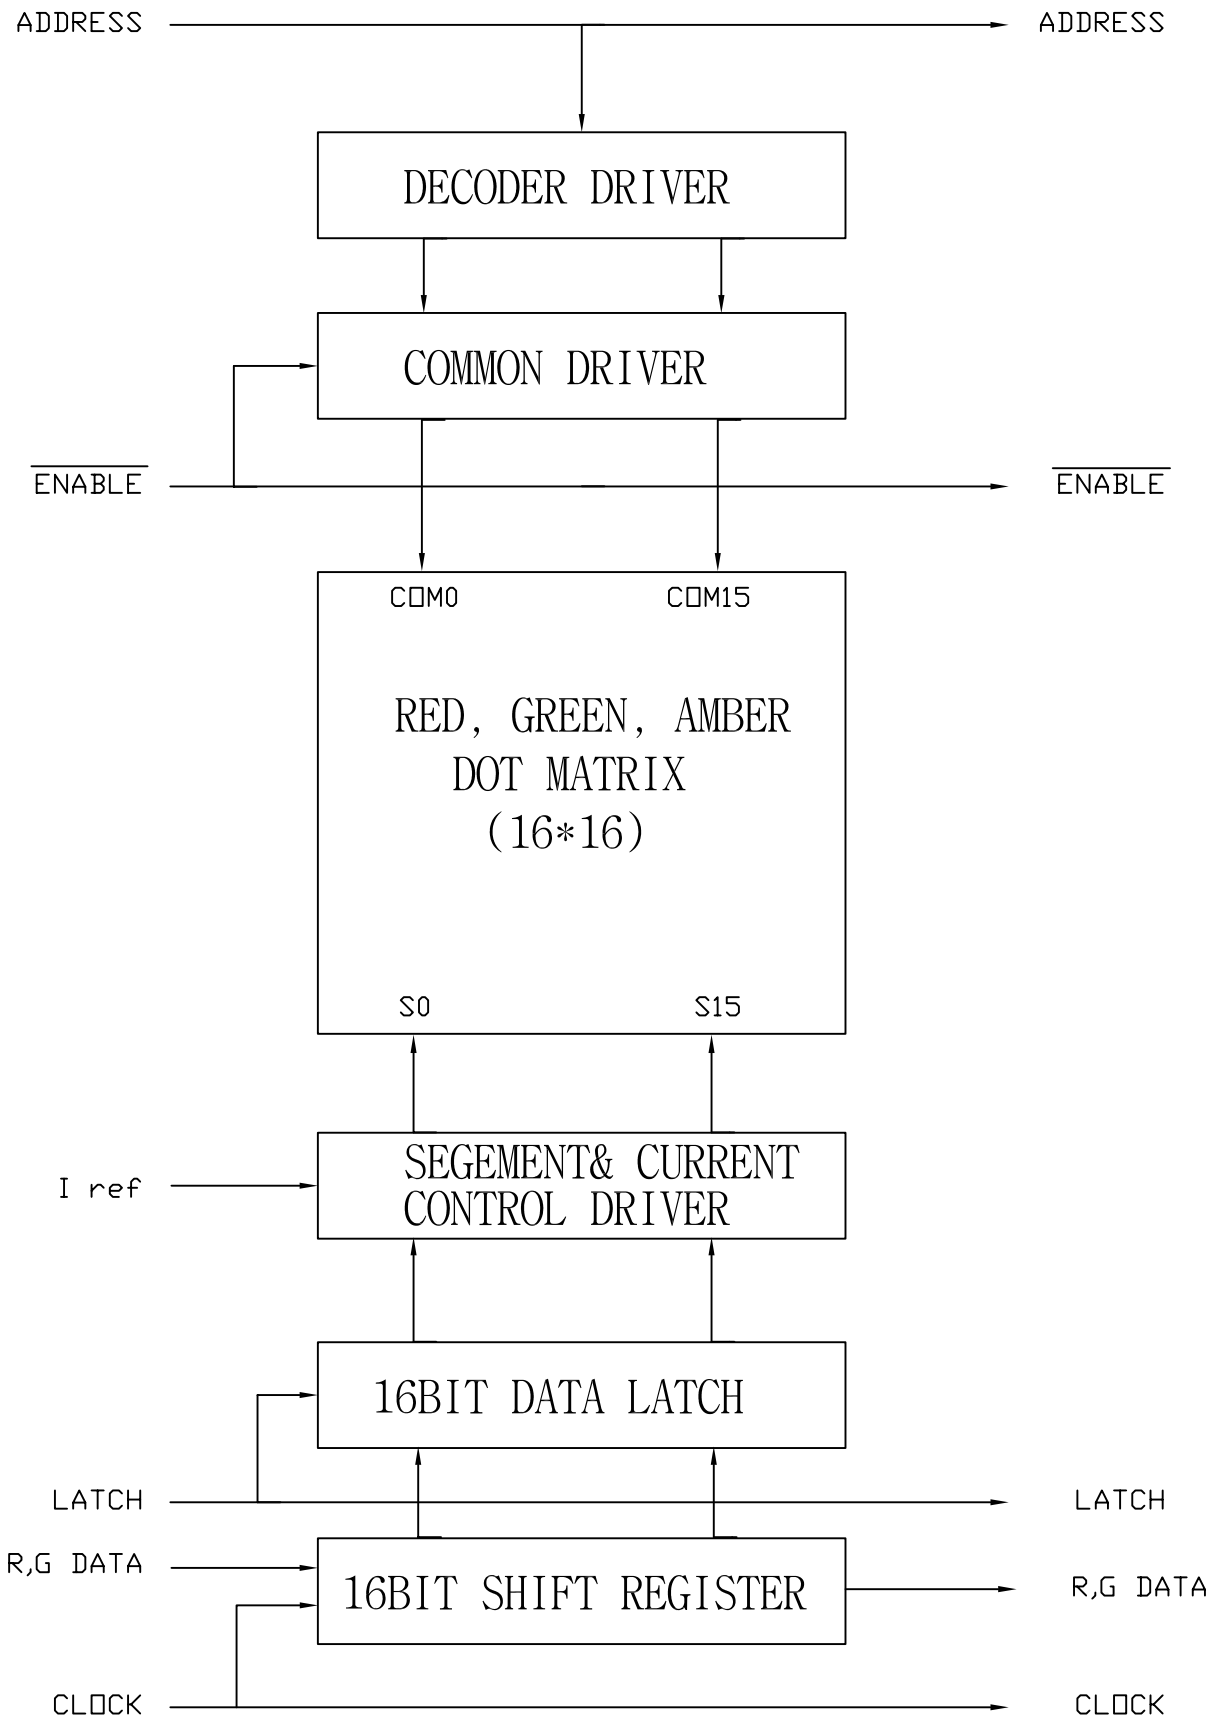 ADDRESS ADDRESS
DECODER DRIVER
COMMON DRIVER
ENABLE ENABLE
COM0 COM15
RED, GREEN, AMBER
DOT MATRIX
(16*16)
S0 S15
SEGEMENT& CURRENT
CONTROL DRIVER
I ref
16BIT DATA LATCH
LATCH LATCH
R,G DATA
16BIT SHIFT REGISTER
R,G DATA
CLOCK CLOCK